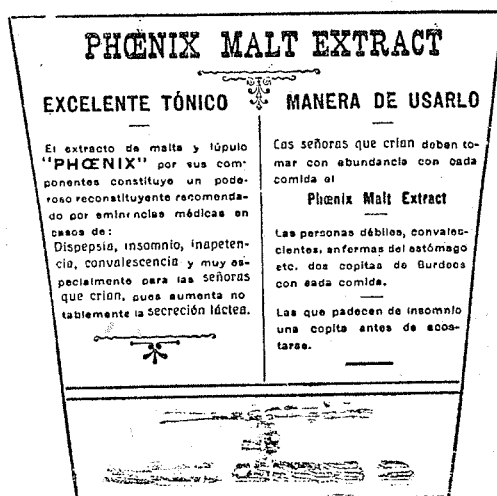 PHŒNIX MALT EXTRACT
EXCELENTE TÓNICO
El extracto de malta y lúpulo
"PHŒNIX" por sus com-
ponentes constituye un pode-
roso reconstituyente recomenda-
do por eminencias médicas en
casos de:
Dispepsia, insomnio, inapeten-
cia, convalescencia y muy es-
pecialmente para las señoras
que crian, pues aumenta no
tablemente la secreción láctea.
MANERA DE USARLO
Las señoras que crian deben to-
mar con abundancia con cada
comida el
Phœnix Malt Extract
Las personas débiles, convales-
cientes, enfermas del estómago
etc. dos copitas de Burdeos
con cada comida.
Las que padecen de insomnio
una copita antes de acos-
tarse.